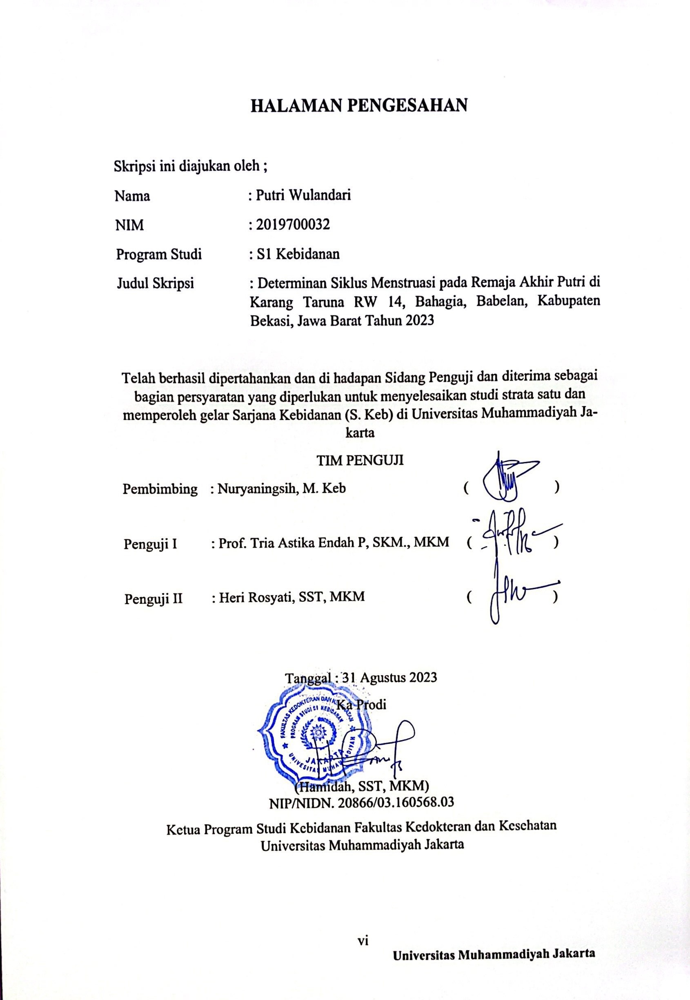 HALAMAN PENGESAHAN
Skripsi ini diajukan oleh ;
Nama : Putri Wulandari
NIM : 2019700032
Program Studi : S1 Kebidanan
Judul Skripsi : Determinan Siklus Menstruasi pada Remaja Akhir Putri di
Karang Taruna RW 14, Bahagia, Babelan, Kabupaten
Bekasi, Jawa Barat Tahun 2023
Telah berhasil dipertahankan dan di hadapan Sidang Penguji dan diterima sebagai
bagian persyaratan yang diperlukan untuk menyelesaikan studi strata satu dan
memperoleh gelar Sarjana Kebidanan (S. Keb) di Universitas Muhammadiyah Ja-
karta
TIM PENGUJI
Pembimbing : Nuryaningsih, M. Keb ( )
Penguji I : Prof. Tria Astika Endah P, SKM., MKM ( )
Penguji II : Heri Rosyati, SST, MKM ( )
Tanggal : 31 Agustus 2023
Ka Prodi
FAKULTAS KEDOKTERAN DAN
PROGRAM STUDI S1 KEBIDANAN
JAKARTA
UNIVESITAS MUHAMMADIYAH
(Hamidah, SST, MKM)
NIP/NIDN. 20866/03.160568.03
Ketua Program Studi Kebidanan Fakultas Kedokteran dan Kesehatan
Universitas Muhammadiyah Jakarta
vi
Universitas Muhammadiyah Jakarta